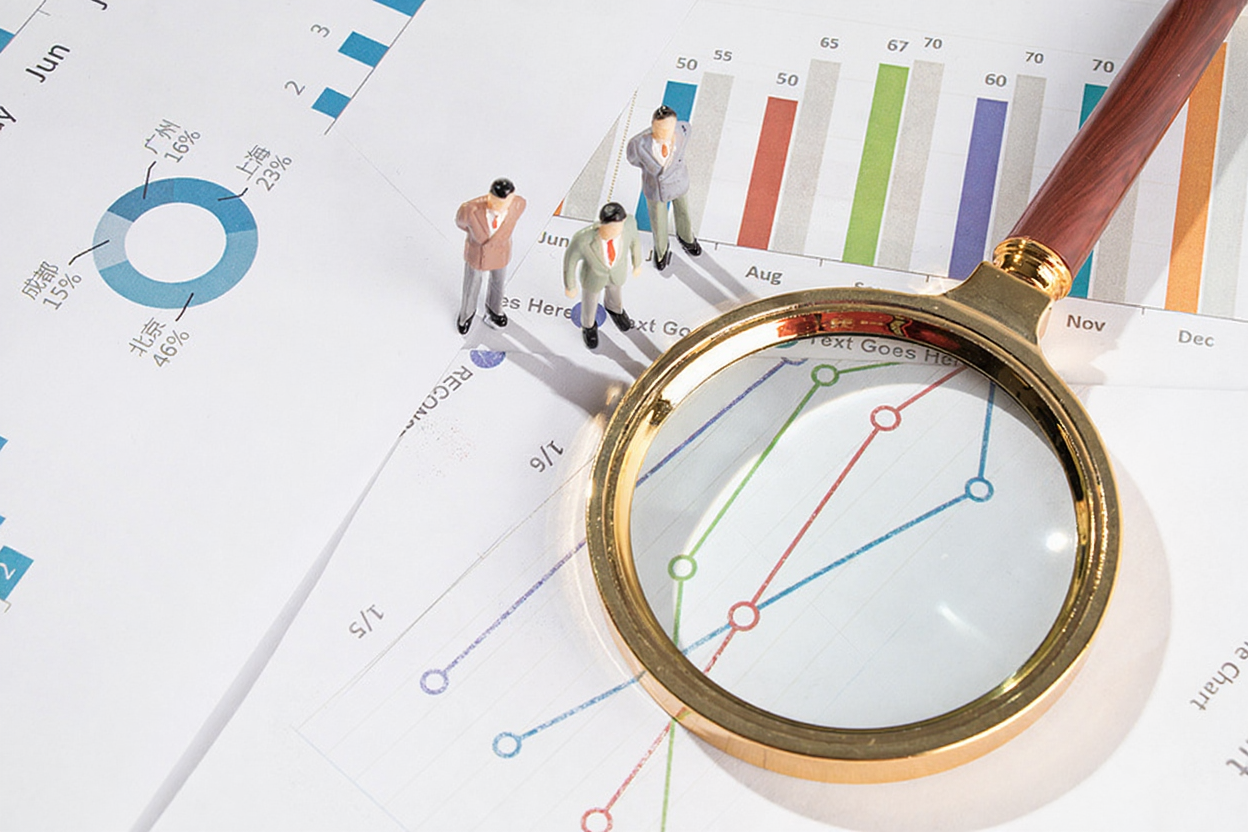 Jun
3
2
广州
16%
上海
23%
成都
15%
北京
46%
2
50
55
50
65
67
70
60
70
70
Jun
Aug
Nov
Dec
es Here
ext Go
Text Goes Her
1/6
1/5
e Chart